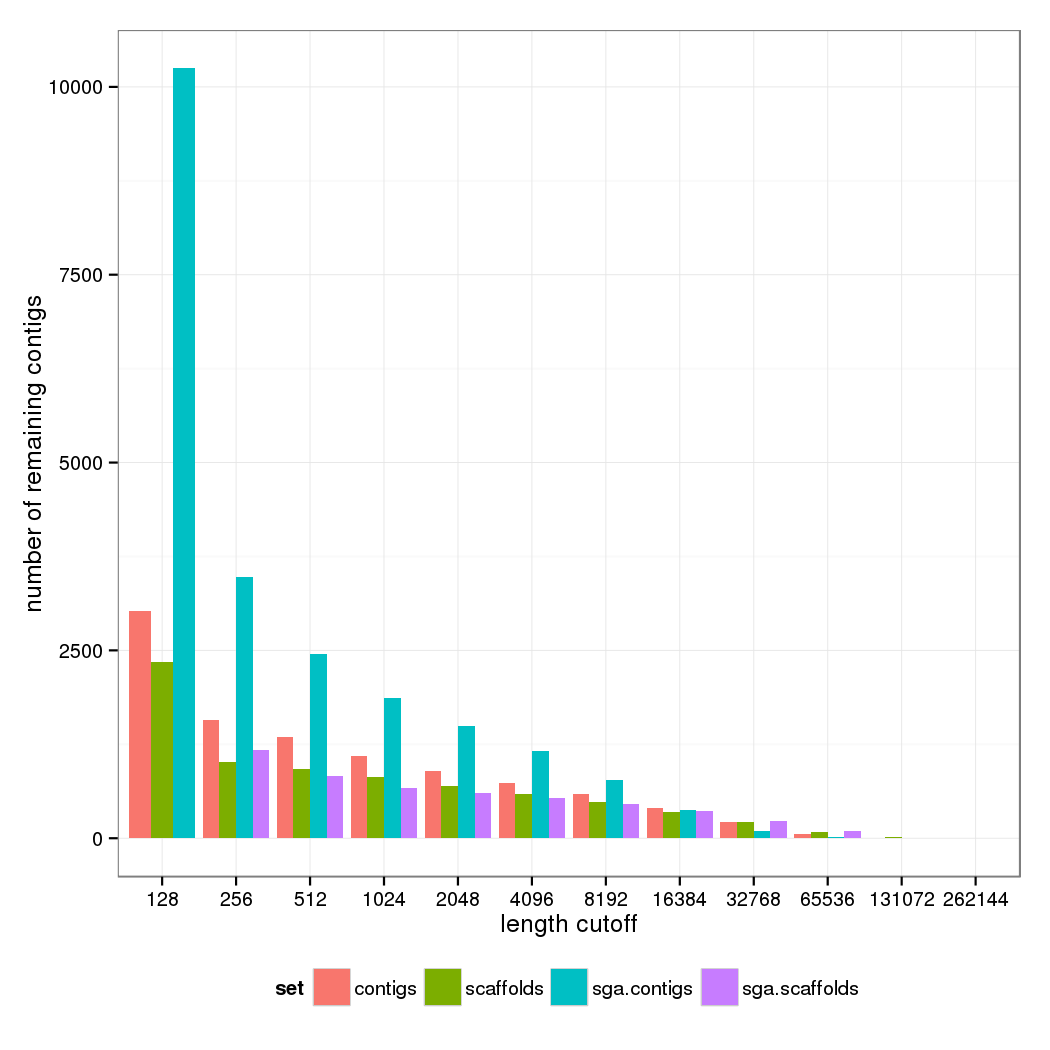 number of remaining contigs
10000
7500
5000
2500
0
128 256 512 1024 2048 4096 8192 16384 32768 65536 131072 262144
length cutoff
set contigs scaffolds sga.contigs sga.scaffolds